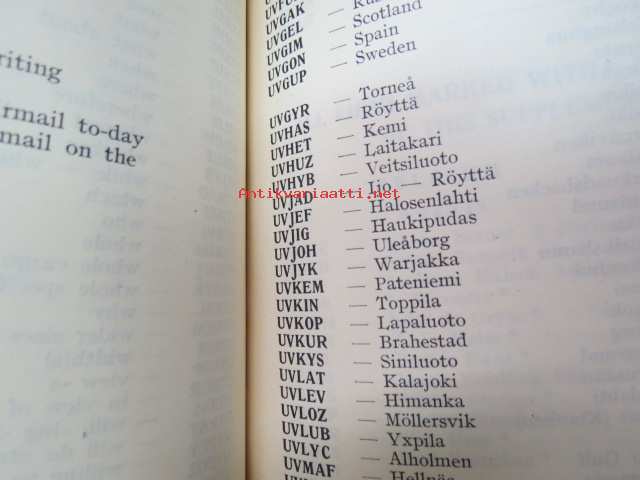 riting
rmail to-day
mail on the
UVGAK
UVGEL
UVGIM — Scotland
UVGON — Spain
UVGUP — Sweden
UVGYR — Torneå
UVHAS — Röyttä
UVHET — Kemi
UVHUZ — Laitakari
UVHYB — Veitsiluoto
UVJAD — Ijo — Röyttä
UVJEF — Halosenlahti
UVJIG — Haukipudas
UVJOH — Uleåborg
UVJYK — Warjakka
UVKEM — Pateniemi
UVKIN — Toppila
UVKOP — Lapaluoto
UVKUR — Brahestad
UVKYS — Siniluoto
UVLAT — Kalajoki
UVLEV — Himanka
UVLOZ — Möllersvik
UVLUB — Yxpila
UVLYC — Alholmen
UVMAF — Hellnäs
Antikvariaatti.net